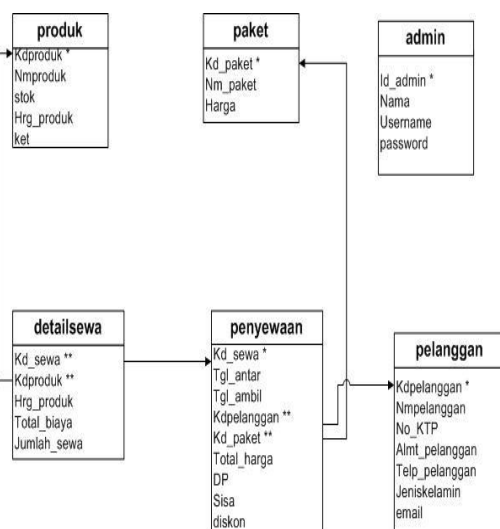 produk
Kdproduk *
Nmproduk
stok
Hrg_produk
ket
paket
Kd_paket *
Nm_paket
Harga
admin
Id_admin *
Nama
Username
password
detailsewa
Kd_sewa **
Kdproduk **
Hrg_produk
Total_biaya
Jumlah_sewa
penyewaan
Kd_sewa *
Tgl_antar
Tgl_ambil
Kdpelanggan **
Kd_paket **
Total_harga
DP
Sisa
diskon
pelanggan
Kdpelanggan *
Nmpelanggan
No_KTP
Almt_pelanggan
Telp_pelanggan
Jeniskelamin
email